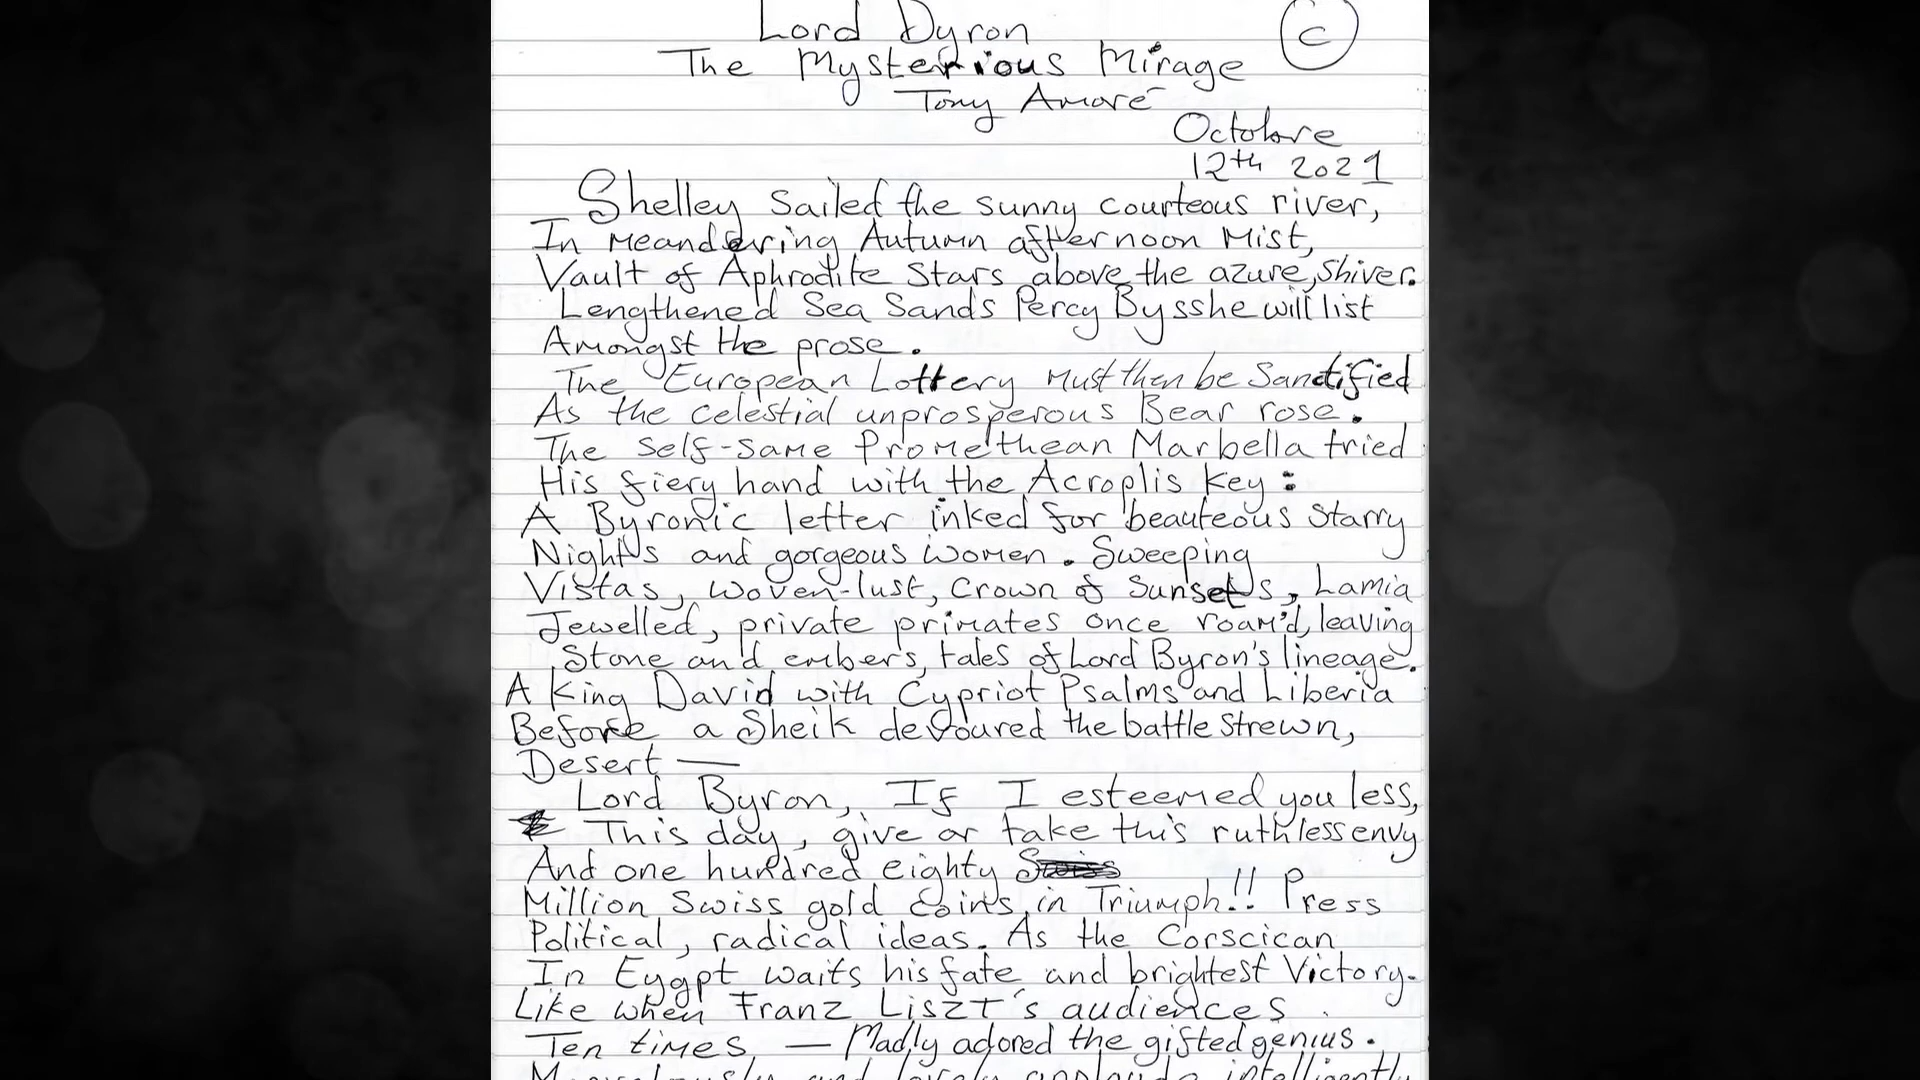 Lord Byron
©
The Mysterious Mirage
Tony Amoré
Octobre
12th 2021
Shelley sailed the sunny courteous river,
In meandering Autumn afternoon Mist,
Vault of Aphrodite Stars above the azure, shiver.
Lengthened Sea Sands Percy Bysshe will list
Amongst the prose.
The European Lottery Must then be Sanctified
As the celestial unprosperous Bear rose.
The self-same Promethean Marbella tried
His fiery hand with the Acroplis Key:
A Byronic letter inked for beauteous Starry
Nights and gorgeous women. Sweeping
Vistas, woven-lust, Crown of Sunsets, Lamia
Jewelled, private primates once roam'd, leaving
Stone and embers, tales of Lord Byron's lineage.
A King David with Cypriot Psalms and Liberia
Before a Sheik devoured the battle strewn,
Desert —
Lord Byron, If I esteemed you less,
This day, give or take this ruthless envy
And one hundred eighty
Million Swiss gold coins in Triumph!! Press
Political, radical ideas. As the Corscican
In Eygpt waits his fate and brightest Victory.
Like when Franz Liszt's audiences
Ten times, — Madly adored the gifted genius.